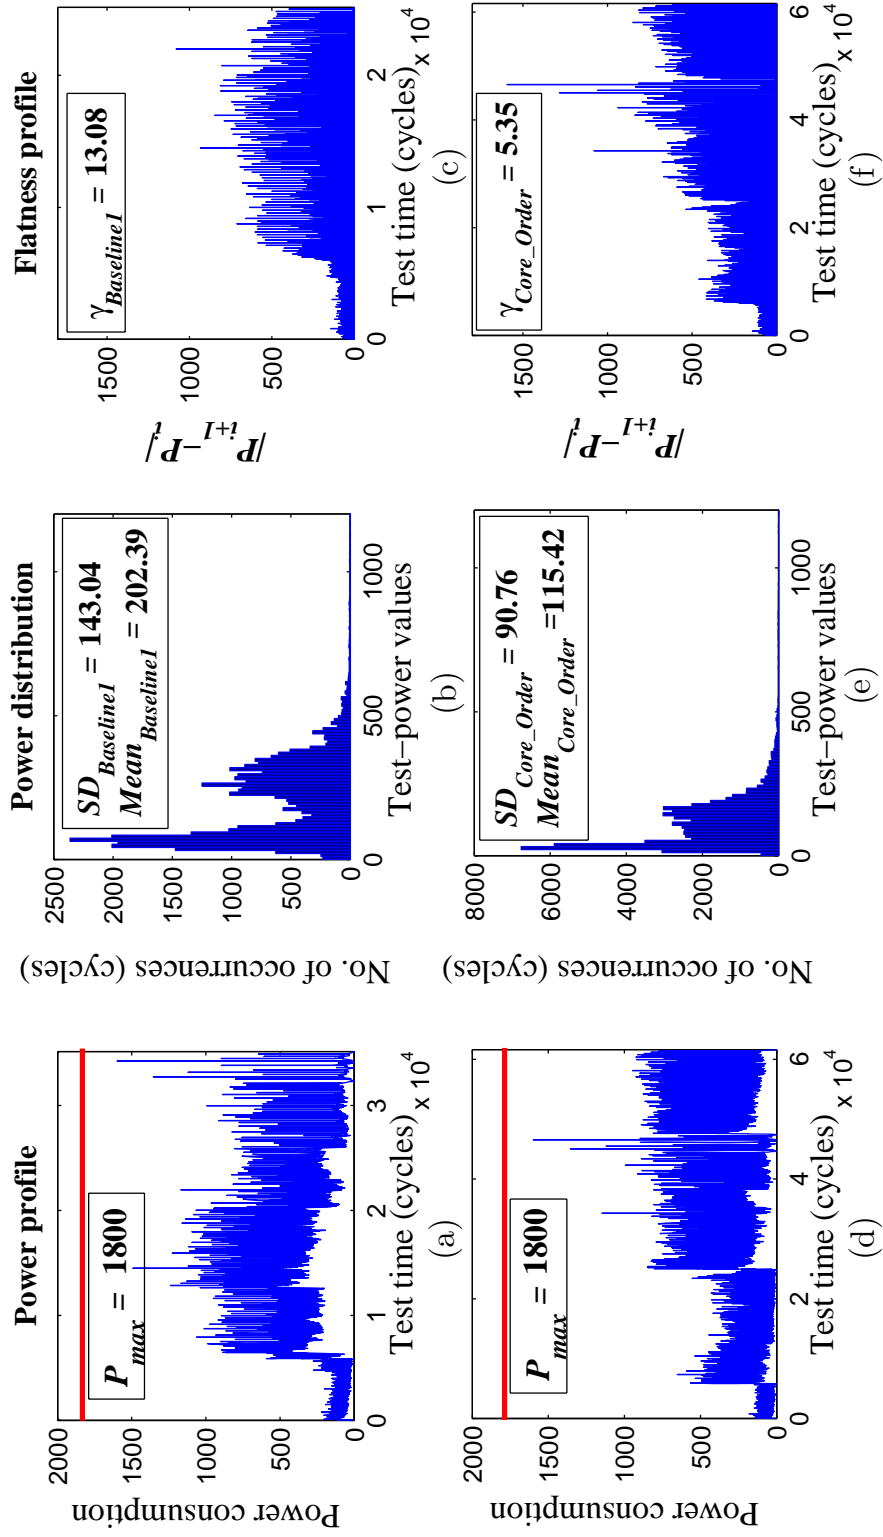 Power profile
Power consumption
2000
1500
1000
500
0
P_max = 1800
0
1
2
3
x 10^4
Test time (cycles)
(a)
Power distribution
No. of occurrences (cycles)
2500
2000
1500
1000
500
0
SD_Baseline1 = 143.04
Mean_Baseline1 = 202.39
0
500
1000
Test−power values
(b)
Flatness profile
|P_i+1−P_i|
1500
1000
500
0
γ_Baseline1 = 13.08
0
1
2
x 10^4
Test time (cycles)
(c)
Power consumption
2000
1500
1000
500
0
P_max = 1800
0
2
4
6
x 10^4
Test time (cycles)
(d)
No. of occurrences (cycles)
8000
6000
4000
2000
0
SD_Core_Order = 90.76
Mean_Core_Order =115.42
0
500
1000
Test−power values
(e)
|P_i+1−P_i|
1500
1000
500
0
γ_Core_Order = 5.35
0
2
4
6
x 10^4
Test time (cycles)
(f)